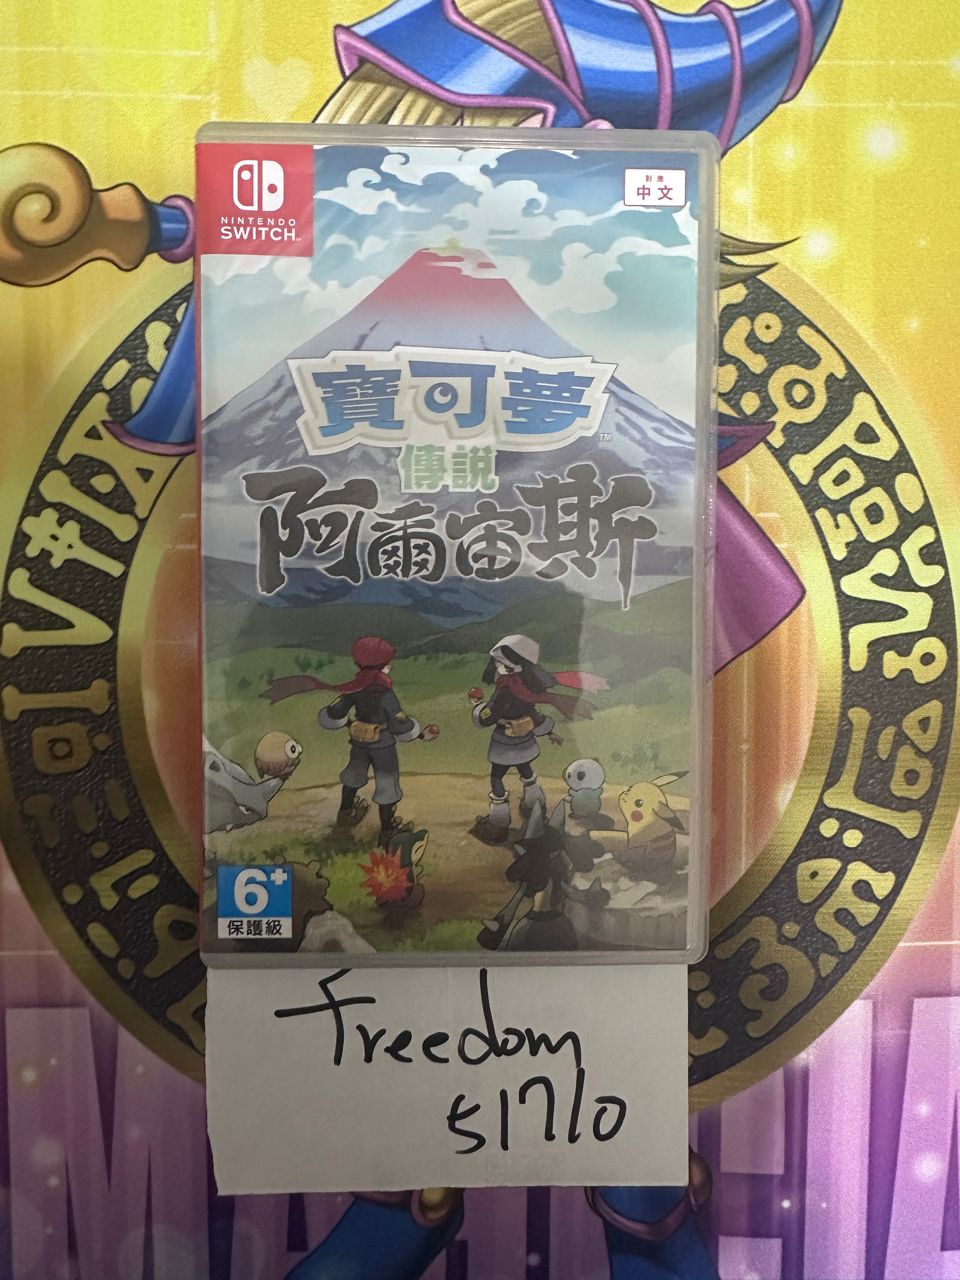 NINTENDO
SWITCH™
對應
中文
寶可夢
TM
傳說
阿爾宙斯
6+
保護級
Freedom
51710